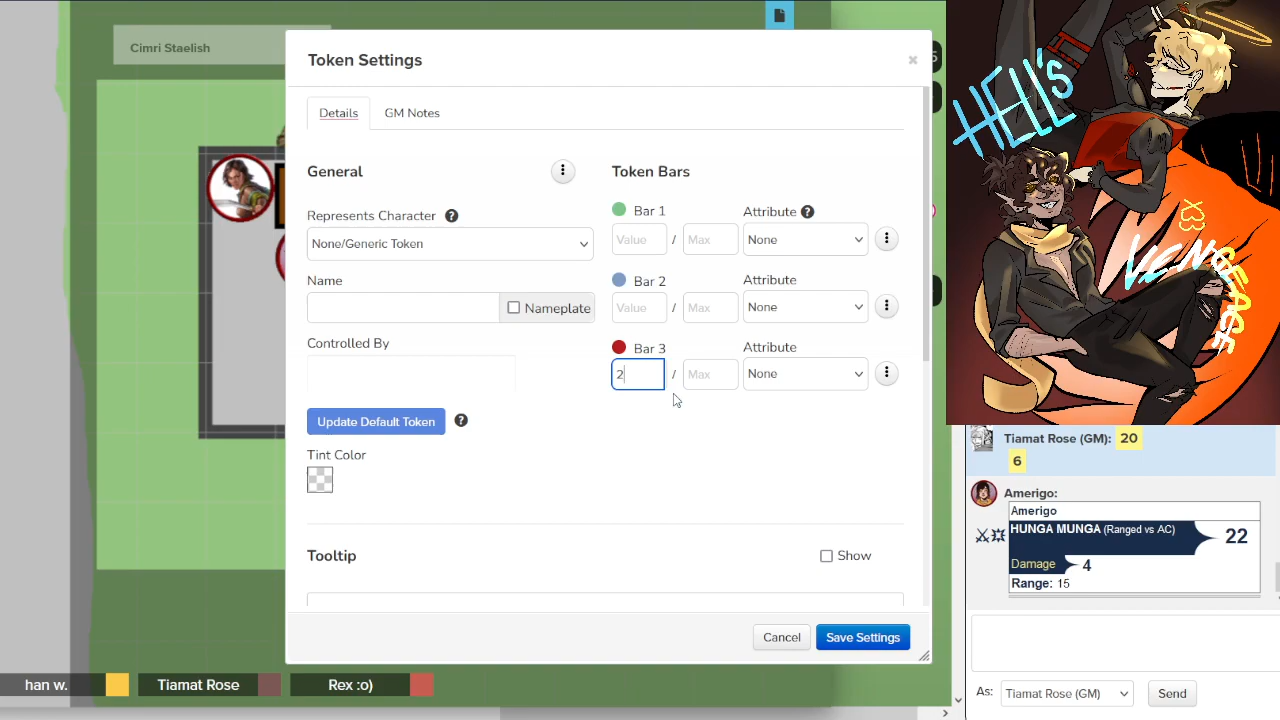 Cimri Staelish
Token Settings
×
Details
GM Notes
General
Represents Character ?
None/Generic Token
Name
Nameplate
Controlled By
Update Default Token ?
Tint Color
Token Bars
Bar 1
Attribute ?
Value / Max
None
Bar 2
Attribute
Value / Max
None
Bar 3
Attribute
2 / Max
None
Tooltip
Show
Cancel
Save Settings
han w.
Tiamat Rose
Rex :o)
HELL'S
VENGEANCE
Tiamat Rose (GM): 20
6
Amerigo:
Amerigo
HUNGA MUNGA (Ranged vs AC)
22
Damage 4
Range: 15
As: Tiamat Rose (GM)
Send